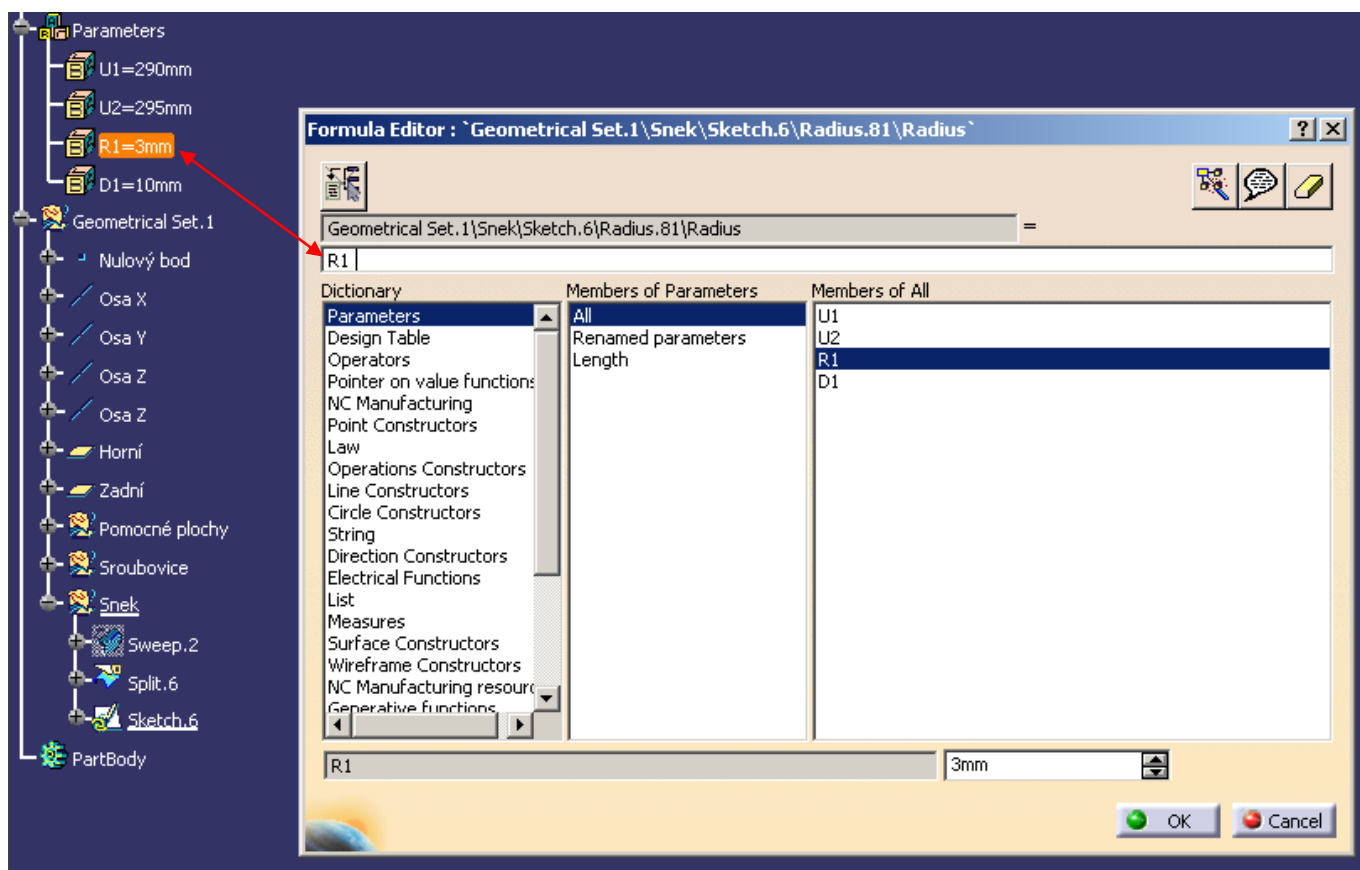 Parameters
U1=290mm
U2=295mm
R1=3mm
D1=10mm
Geometrical Set.1
Nulový bod
Osa X
Osa Y
Osa Z
Osa Z
Horní
Zadní
Pomocné plochy
Sroubovice
Snek
Sweep.2
Split.6
Sketch.6
PartBody
Formula Editor : `Geometrical Set.1\Snek\Sketch.6\Radius.81\Radius`
Geometrical Set.1\Snek\Sketch.6\Radius.81\Radius =
R1
Dictionary
Parameters
Design Table
Operators
Pointer on value functions
NC Manufacturing
Point Constructors
Law
Operations Constructors
Line Constructors
Circle Constructors
String
Direction Constructors
Electrical Functions
List
Measures
Surface Constructors
Wireframe Constructors
NC Manufacturing resourc
Generative functions
Members of Parameters
All
Renamed parameters
Length
Members of All
U1
U2
R1
D1
R1
3mm
OK
Cancel